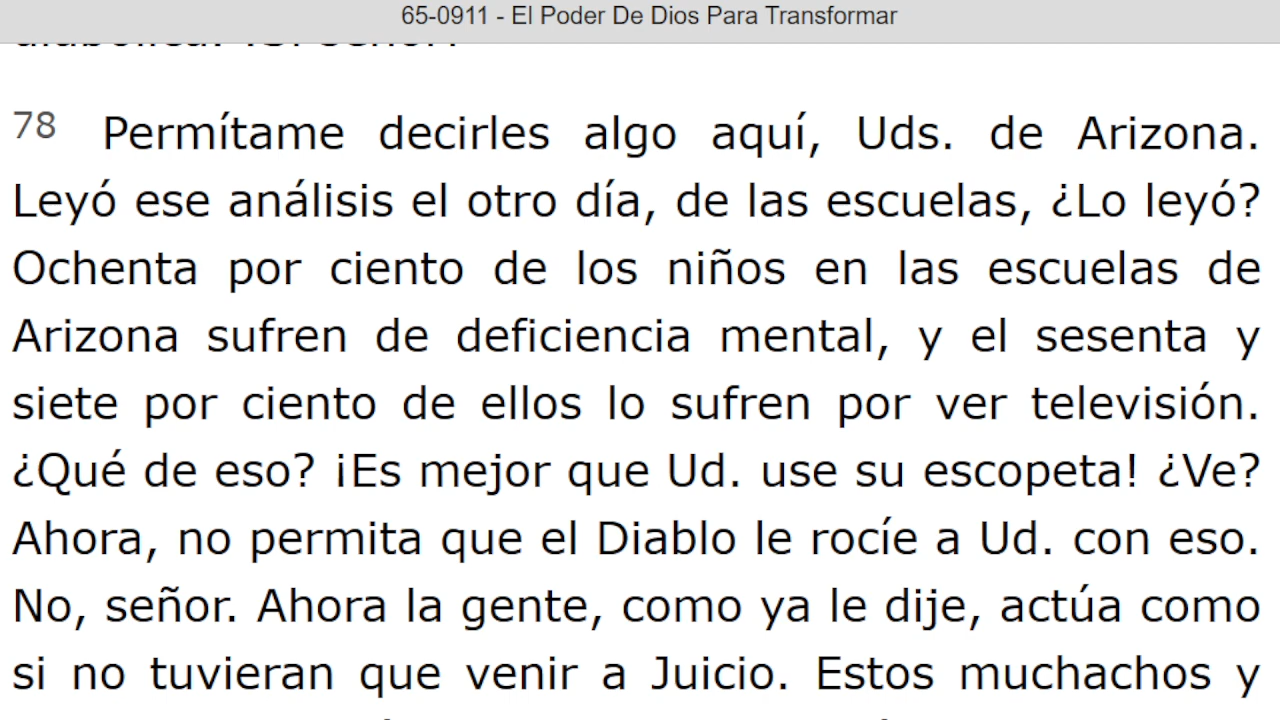 65-0911 - El Poder De Dios Para Transformar
78 Permítame decirles algo aquí, Uds. de Arizona.
Leyó ese análisis el otro día, de las escuelas, ¿Lo leyó?
Ochenta por ciento de los niños en las escuelas de
Arizona sufren de deficiencia mental, y el sesenta y
siete por ciento de ellos lo sufren por ver televisión.
¿Qué de eso? ¡Es mejor que Ud. use su escopeta! ¿Ve?
Ahora, no permita que el Diablo le rocíe a Ud. con eso.
No, señor. Ahora la gente, como ya le dije, actúa como
si no tuvieran que venir a Juicio. Estos muchachos y